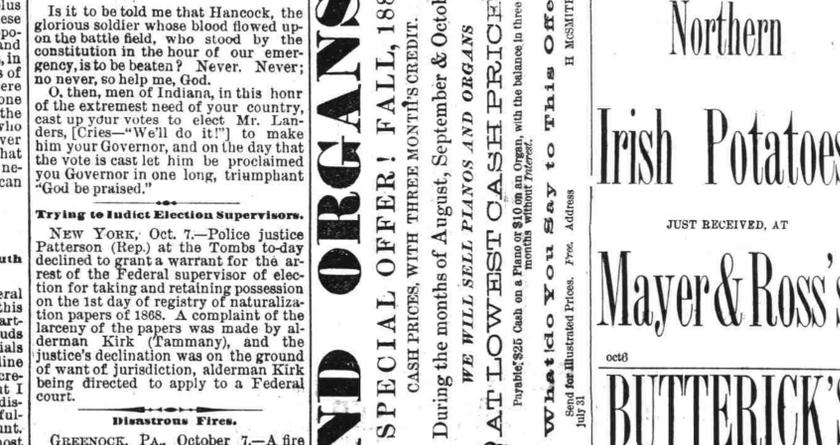 Is it to be told me that Hancock, the
glorious soldier whose blood flowed up-
on the battle field, who stood by the
constitution in the hour of our emer-
gency, is to be beaten? Never. Never;
no never, so help me, God.
O, then, men of Indiana, in this hour
of the extremest need of your country,
cast up your votes to elect Mr. Lan-
ders, [Cries—"We'll do it!"] to make
him your Governor, and on the day that
the vote is cast let him be proclaimed
you Governor in one long, triumphant
"God be praised."
Trying to Indict Election Supervisors.
NEW YORK, Oct. 7.—Police justice
Patterson (Rep.) at the Tombs to-day
declined to grant a warrant for the ar-
rest of the Federal supervisor of elec-
tion for taking and retaining possession
on the 1st day of registry of naturaliza-
tion papers of 1868. A complaint of the
larceny of the papers was made by al-
derman Kirk (Tammany), and the
justice's declination was on the ground
of want of jurisdiction, alderman Kirk
being directed to apply to a Federal
court.
Disastrous Fires.
GREENOCK, PA., October 7.—A fire
ND ORGANS
SPECIAL OFFER! FALL, 188
CASH PRICES, WITH THREE MONTH'S CREDIT.
During the months of August, September & Octob
WE WILL SELL PIANOS AND ORGANS
AT LOWEST CASH PRICE
Payable $25 Cash on a Piano or $10 on an Organ, with the balance in three
months without Interest.
What do You Say to This Offe
Send for Illustrated Prices, Free. Address
H McSMITH
july 31
Northern
Irish Potatoes
JUST RECEIVED, AT
Mayer & Ross's
oct6
BUTTERICK'S